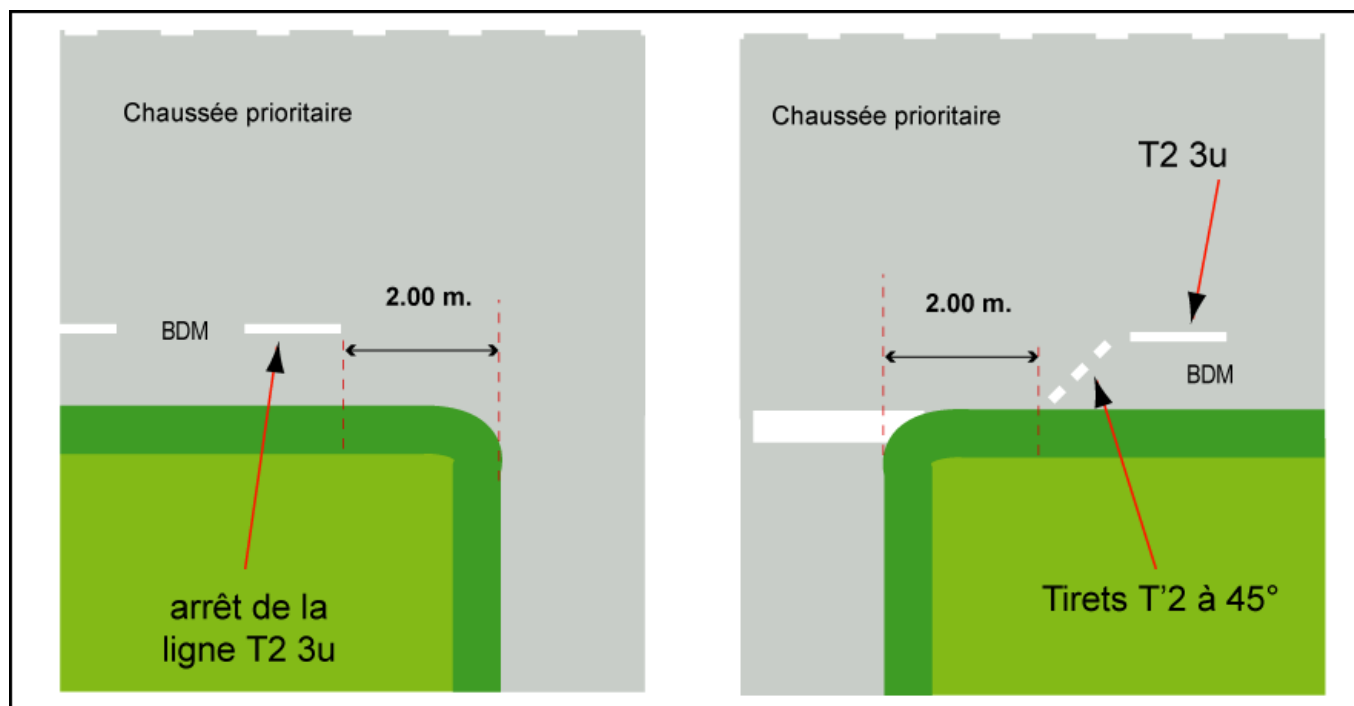 Chaussée prioritaire
2.00 m.
BDM
arrêt de la
ligne T2 3u
Chaussée prioritaire
T2 3u
2.00 m.
BDM
Tirets T’2 à 45°